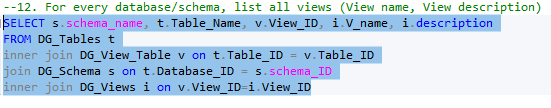 --12. For every database/schema, list all views (View name, View description)
SELECT s.schema_name, t.Table_Name, v.View_ID, i.V_name, i.description
FROM DG_Tables t
inner join DG_View_Table v on t.Table_ID = v.Table_ID
join DG_Schema s on t.Database_ID = s.schema_ID
inner join DG_Views i on v.View_ID=i.View_ID